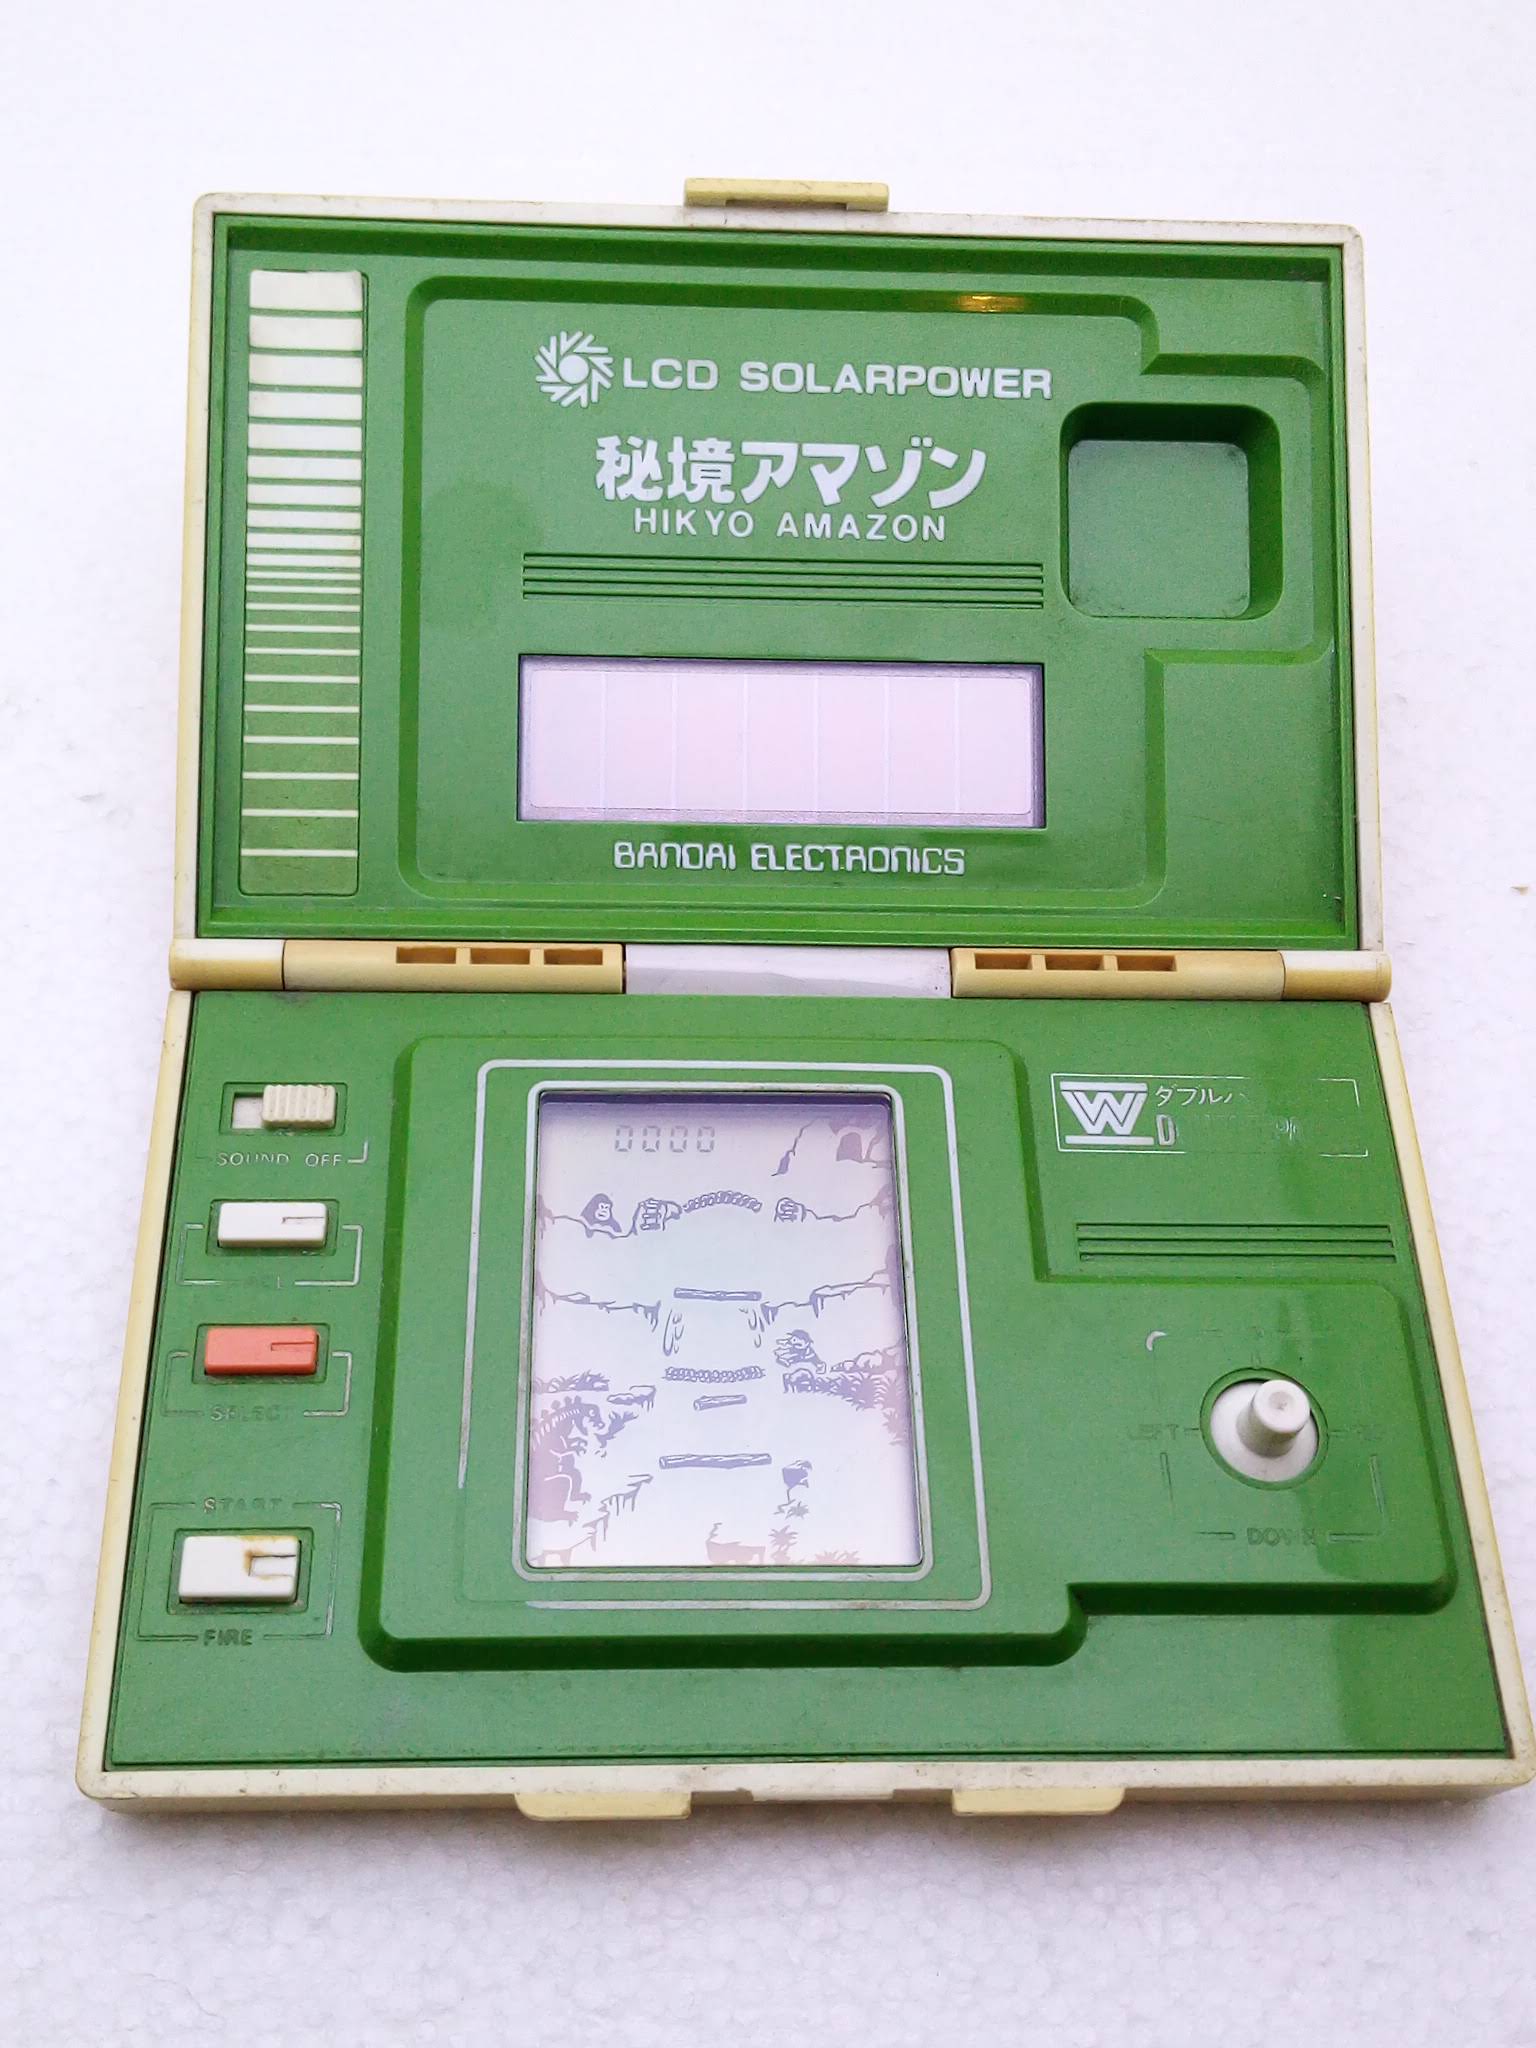 LCD SOLARPOWER
秘境アマゾン
HIKYO AMAZON
BANDAI ELECTRONICS
SOUND OFF
W ダブル
0000
SELECT
LEFT
START
DOWN
FIRE